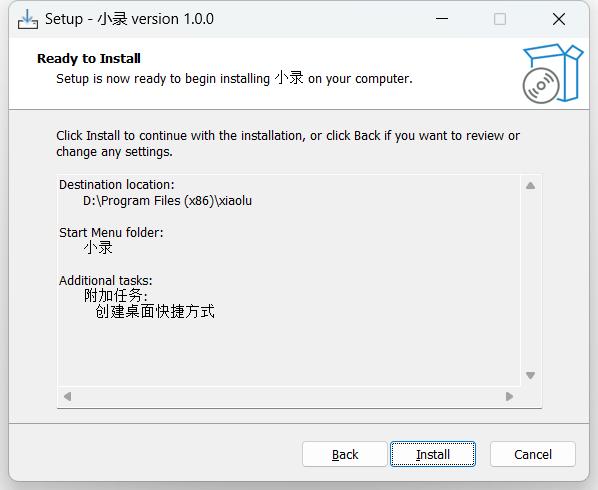 Setup - 小录 version 1.0.0
Ready to Install
Setup is now ready to begin installing 小录 on your computer.
Click Install to continue with the installation, or click Back if you want to review or
change any settings.
Destination location:
D:\Program Files (x86)\xiaolu
Start Menu folder:
小录
Additional tasks:
附加任务:
创建桌面快捷方式
Back
Install
Cancel